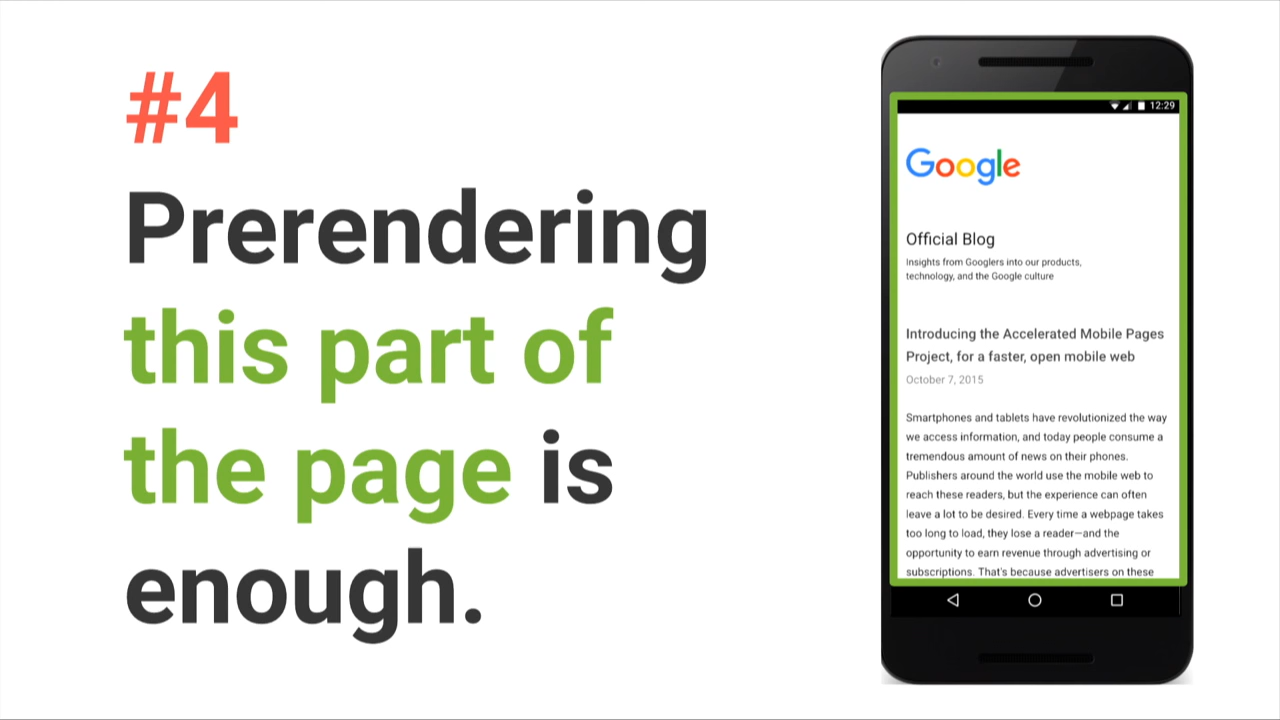 #4
Prerendering
this part of
the page is
enough.
12:29
Google
Official Blog
Insights from Googlers into our products,
technology, and the Google culture
Introducing the Accelerated Mobile Pages
Project, for a faster, open mobile web
October 7, 2015
Smartphones and tablets have revolutionized the way
we access information, and today people consume a
tremendous amount of news on their phones.
Publishers around the world use the mobile web to
reach these readers, but the experience can often
leave a lot to be desired. Every time a webpage takes
too long to load, they lose a reader—and the
opportunity to earn revenue through advertising or
subscriptions. That's because advertisers on these